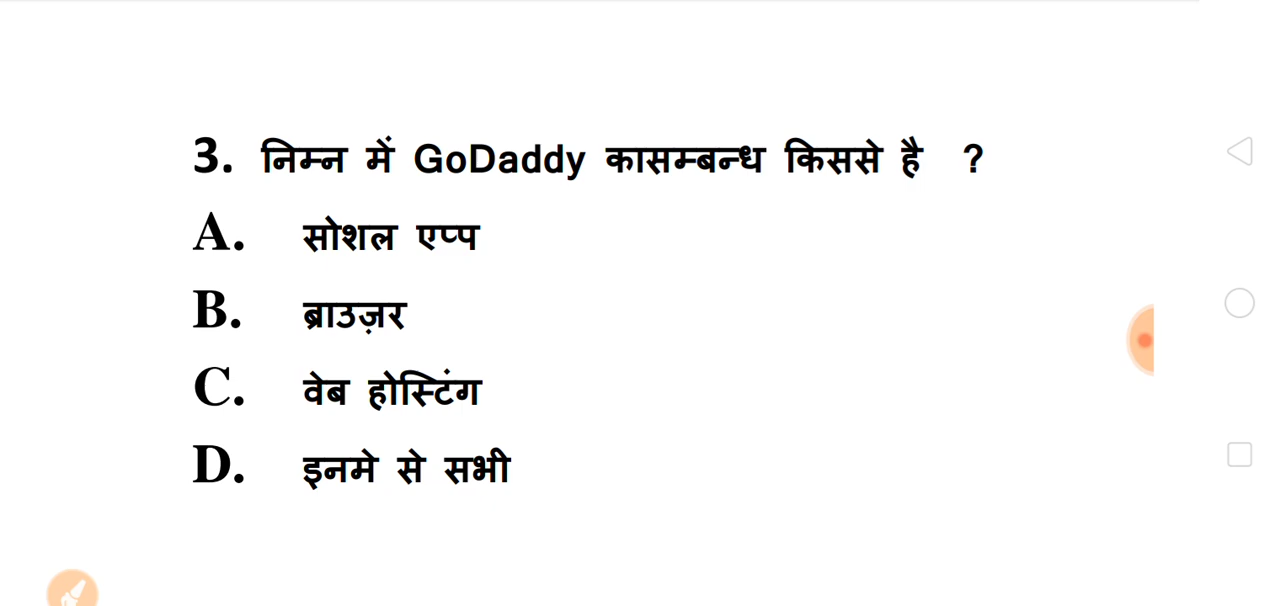 3. निम्न में GoDaddy कासम्बन्ध किससे है ?
A. सोशल एप्प
B. ब्राउज़र
C. वेब होस्टिंग
D. इनमे से सभी